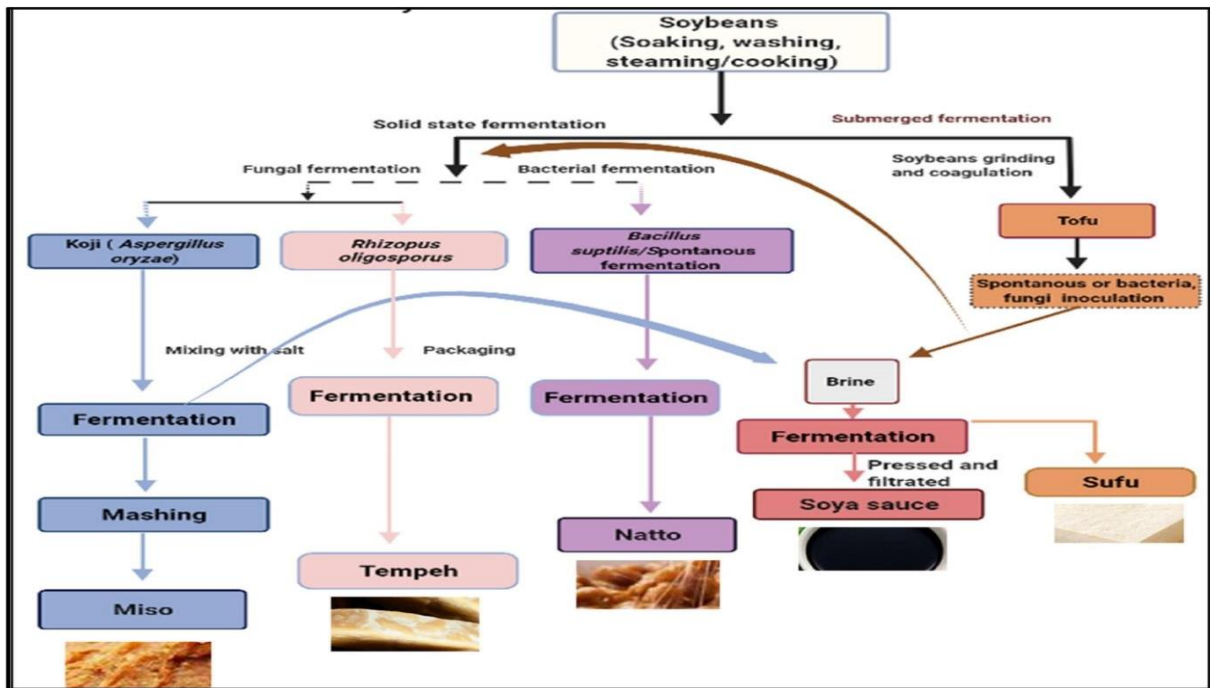 Soybeans
(Soaking, washing,
steaming/cooking)
Solid state fermentation
Submerged fermentation
Fungal fermentation
Bacterial fermentation
Soybeans grinding
and coagulation
Koji ( Aspergillus
oryzae)
Rhizopus
oligosporus
Bacillus
suptilis/Spontanous
fermentation
Tofu
Spontanous or bacteria,
fungi inoculation
Mixing with salt
Packaging
Brine
Fermentation
Fermentation
Fermentation
Fermentation
Pressed and
filtrated
Sufu
Mashing
Soya sauce
Natto
Tempeh
Miso